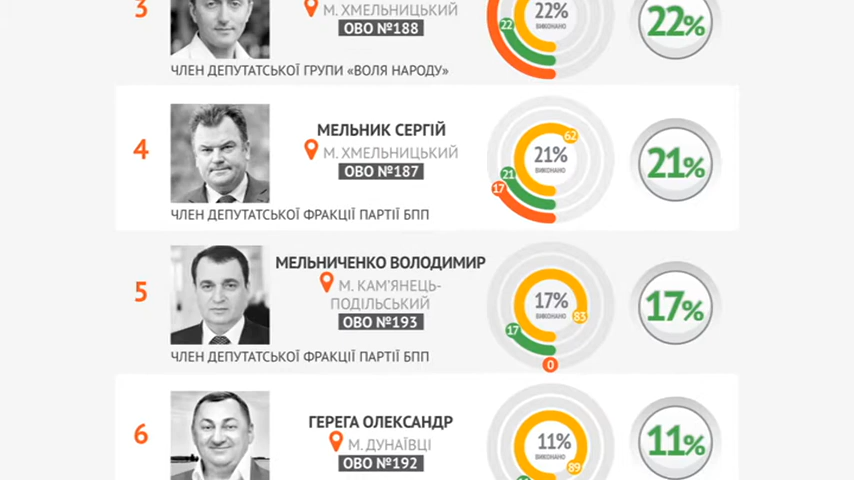 3
М. ХМЕЛЬНИЦЬКИЙ
ОВО №188
22
22%
ВИКОНАНО
22%
ЧЛЕН ДЕПУТАТСЬКОЇ ГРУПИ «ВОЛЯ НАРОДУ»
4
МЕЛЬНИК СЕРГІЙ
М. ХМЕЛЬНИЦЬКИЙ
ОВО №187
62
21%
ВИКОНАНО
21
17
21%
ЧЛЕН ДЕПУТАТСЬКОЇ ФРАКЦІЇ ПАРТІЇ БПП
5
МЕЛЬНИЧЕНКО ВОЛОДИМИР
М. КАМ'ЯНЕЦЬ-
ПОДІЛЬСЬКИЙ
ОВО №193
17%
ВИКОНАНО
83
17
0
17%
ЧЛЕН ДЕПУТАТСЬКОЇ ФРАКЦІЇ ПАРТІЇ БПП
6
ГЕРЕГА ОЛЕКСАНДР
М. ДУНАЇВЦІ
ОВО №192
11%
ВИКОНАНО
89
11%